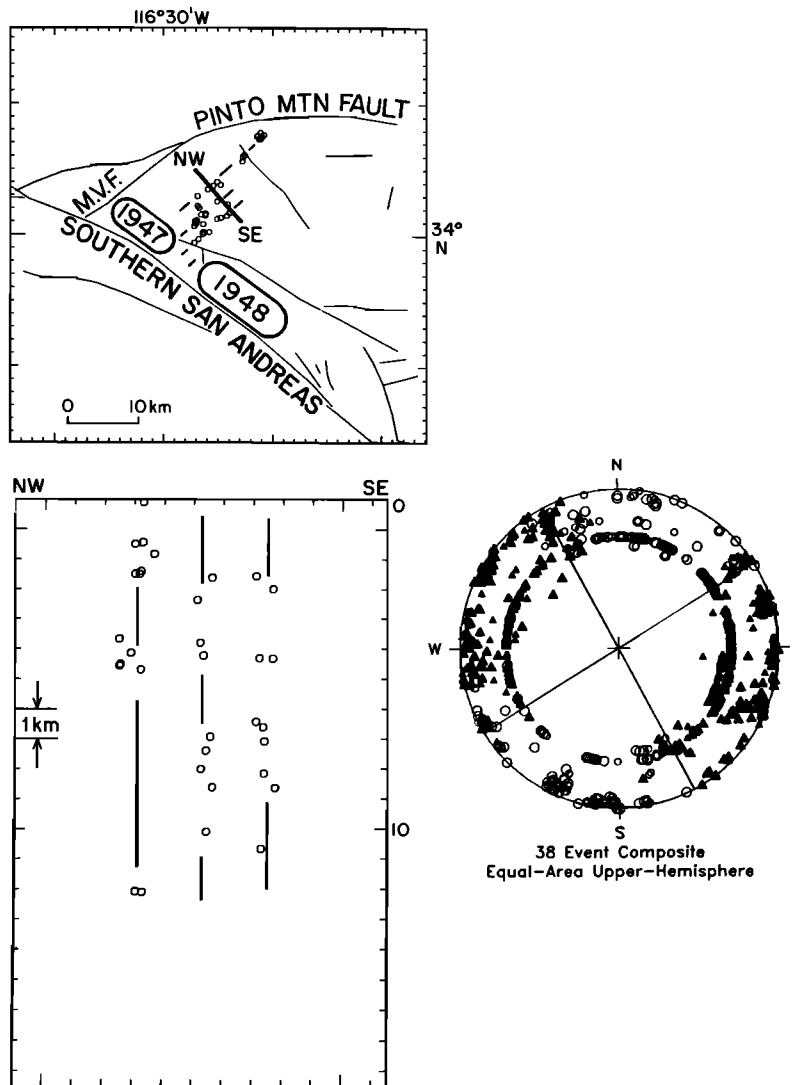 116°30'W
PINTO MTN FAULT
NW
M.V.F.
1947
SE
34°
N
1948
SOUTHERN SAN ANDREAS
0 10km
NW SE
0
1km
10
N
W
S
38 Event Composite
Equal-Area Upper-Hemisphere